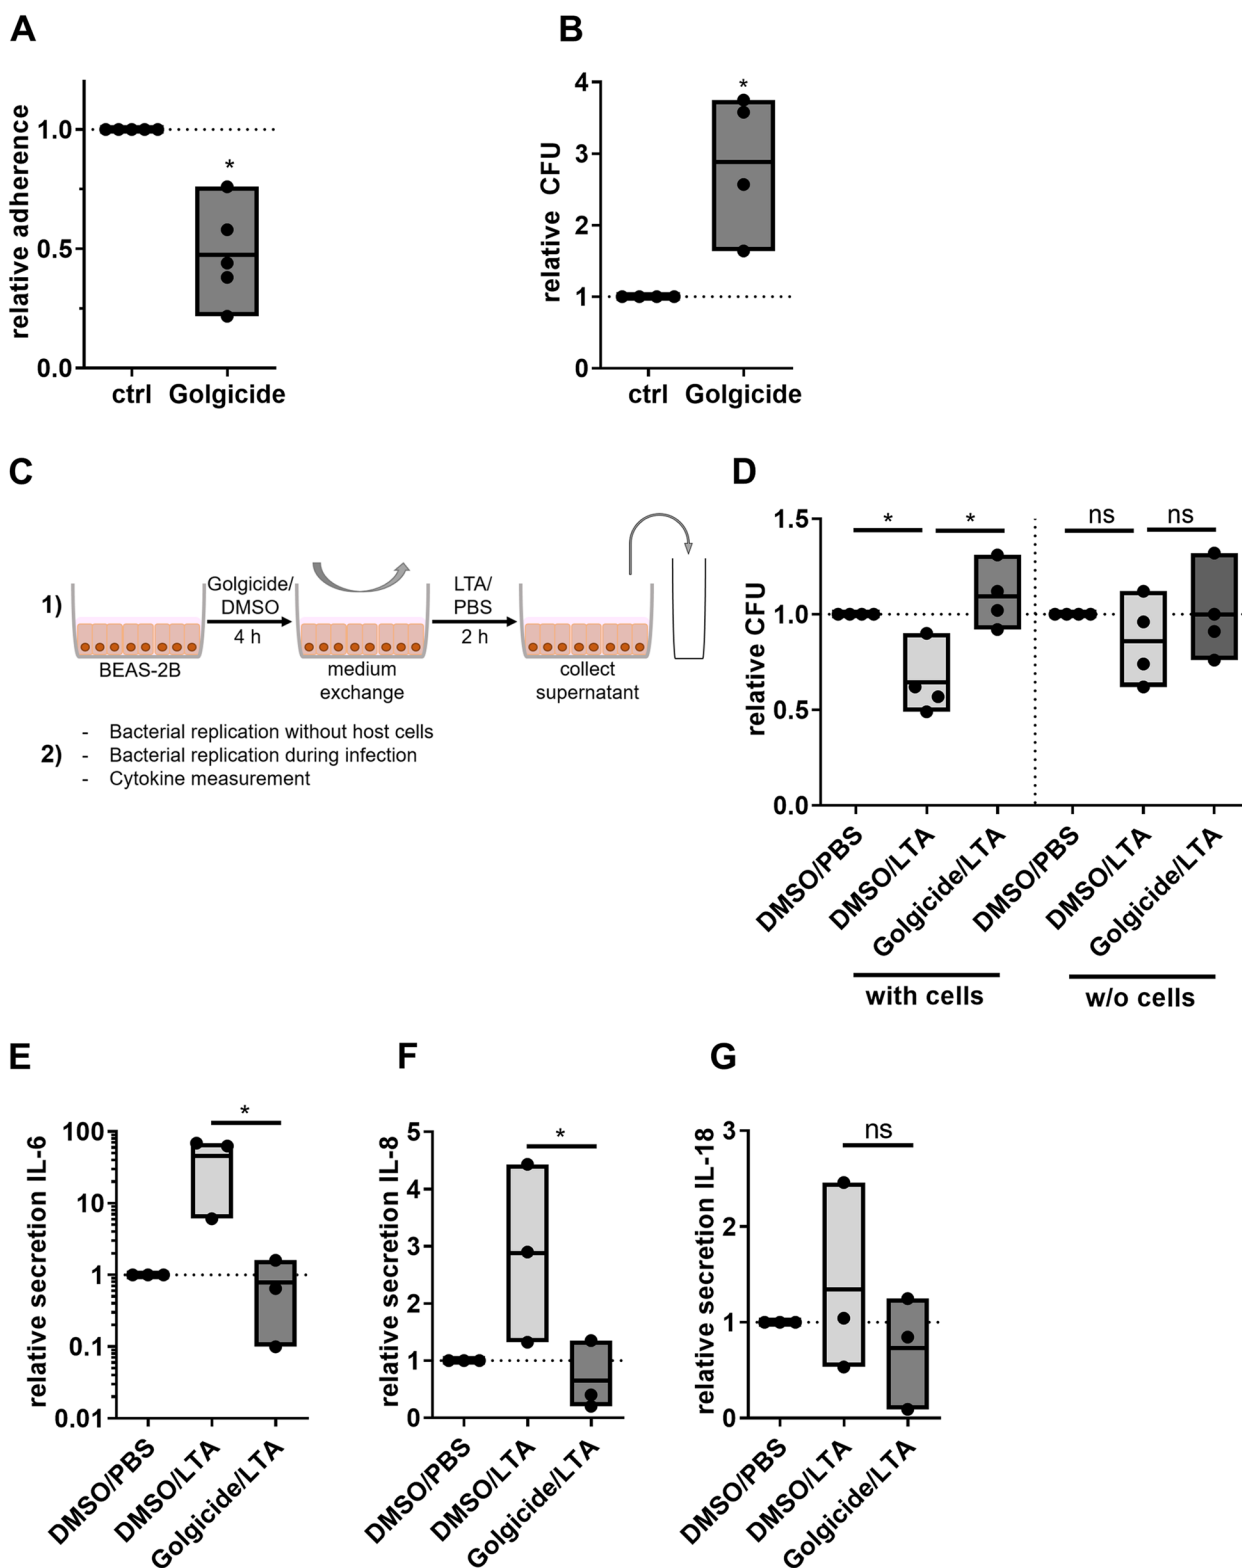 A
relative adherence
1.0
0.5
0.0
*
ctrl Golgicide
B
relative CFU
4
3
2
1
0
*
ctrl Golgicide
C
1)
BEAS-2B
Golgicide/
DMSO
4 h
medium
exchange
LTA/
PBS
2 h
collect
supernatant
2)
- Bacterial replication without host cells
- Bacterial replication during infection
- Cytokine measurement
D
relative CFU
1.5
1.0
0.5
0.0
* * ns ns
DMSO/PBS
DMSO/LTA
Golgicide/LTA
DMSO/PBS
DMSO/LTA
Golgicide/LTA
with cells
w/o cells
E
relative secretion IL-6
100
10
1
0.1
0.01
*
DMSO/PBS
DMSO/LTA
Golgicide/LTA
F
relative secretion IL-8
5
4
3
2
1
0
*
DMSO/PBS
DMSO/LTA
Golgicide/LTA
G
relative secretion IL-18
3
2
1
0
ns
DMSO/PBS
DMSO/LTA
Golgicide/LTA